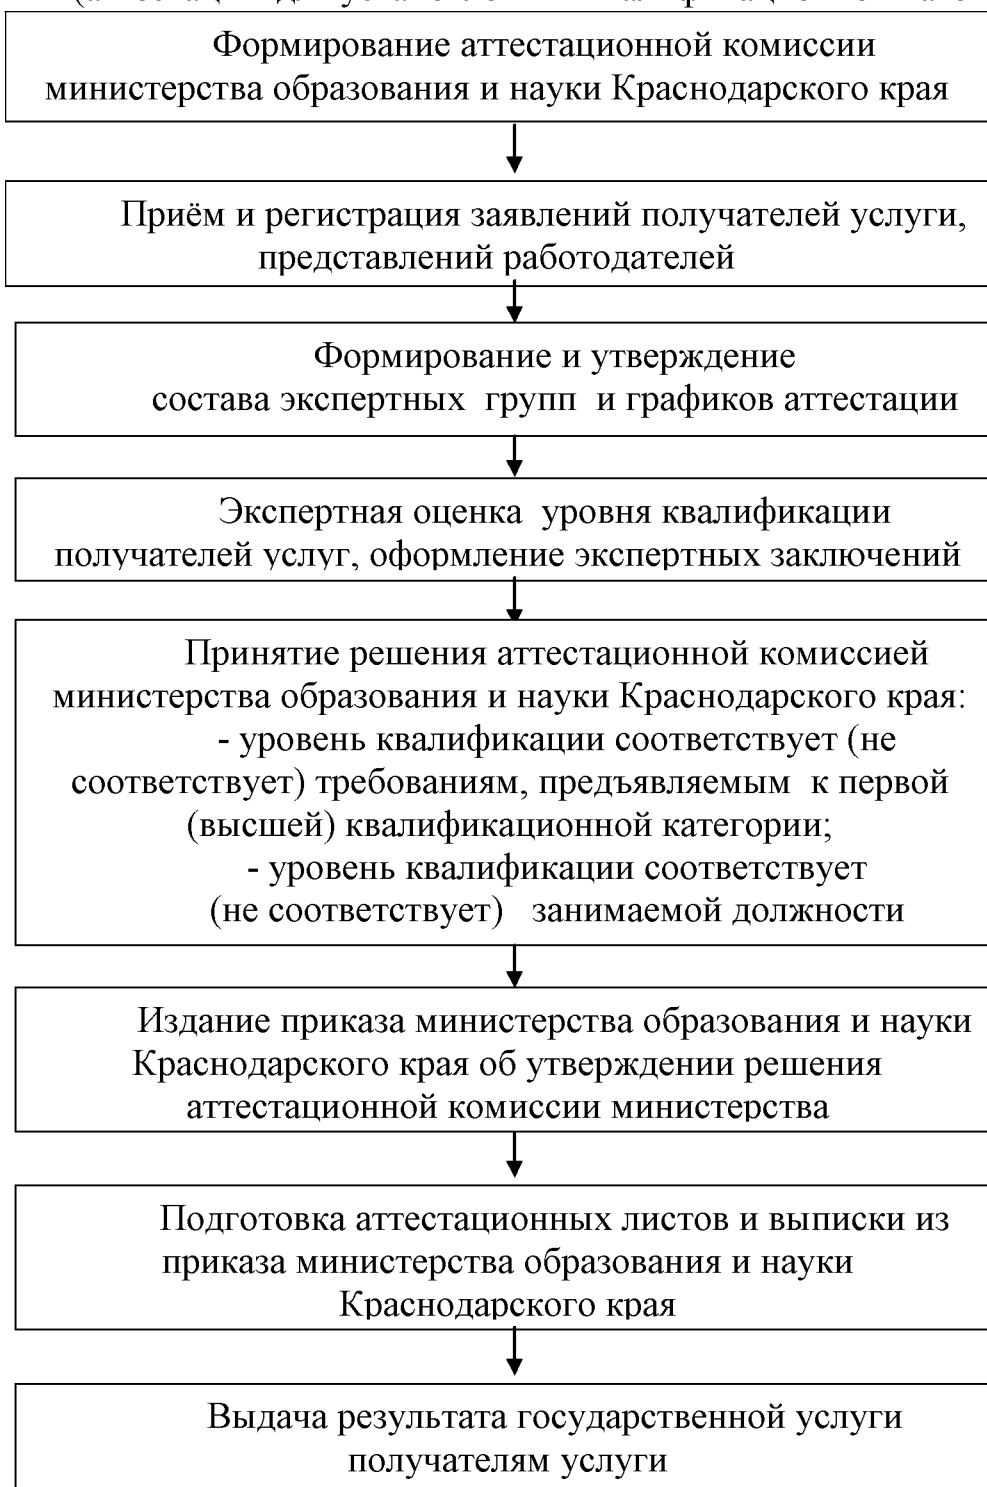 Формирование аттестационной комиссии
министерства образования и науки Краснодарского края
Приём и регистрация заявлений получателей услуги,
представлений работодателей
Формирование и утверждение
состава экспертных групп и графиков аттестации
Экспертная оценка уровня квалификации
получателей услуг, оформление экспертных заключений
Принятие решения аттестационной комиссией
министерства образования и науки Краснодарского края:
- уровень квалификации соответствует (не
соответствует) требованиям, предъявляемым к первой
(высшей) квалификационной категории;
- уровень квалификации соответствует
(не соответствует) занимаемой должности
Издание приказа министерства образования и науки
Краснодарского края об утверждении решения
аттестационной комиссии министерства
Подготовка аттестационных листов и выписки из
приказа министерства образования и науки
Краснодарского края
Выдача результата государственной услуги
получателям услуги